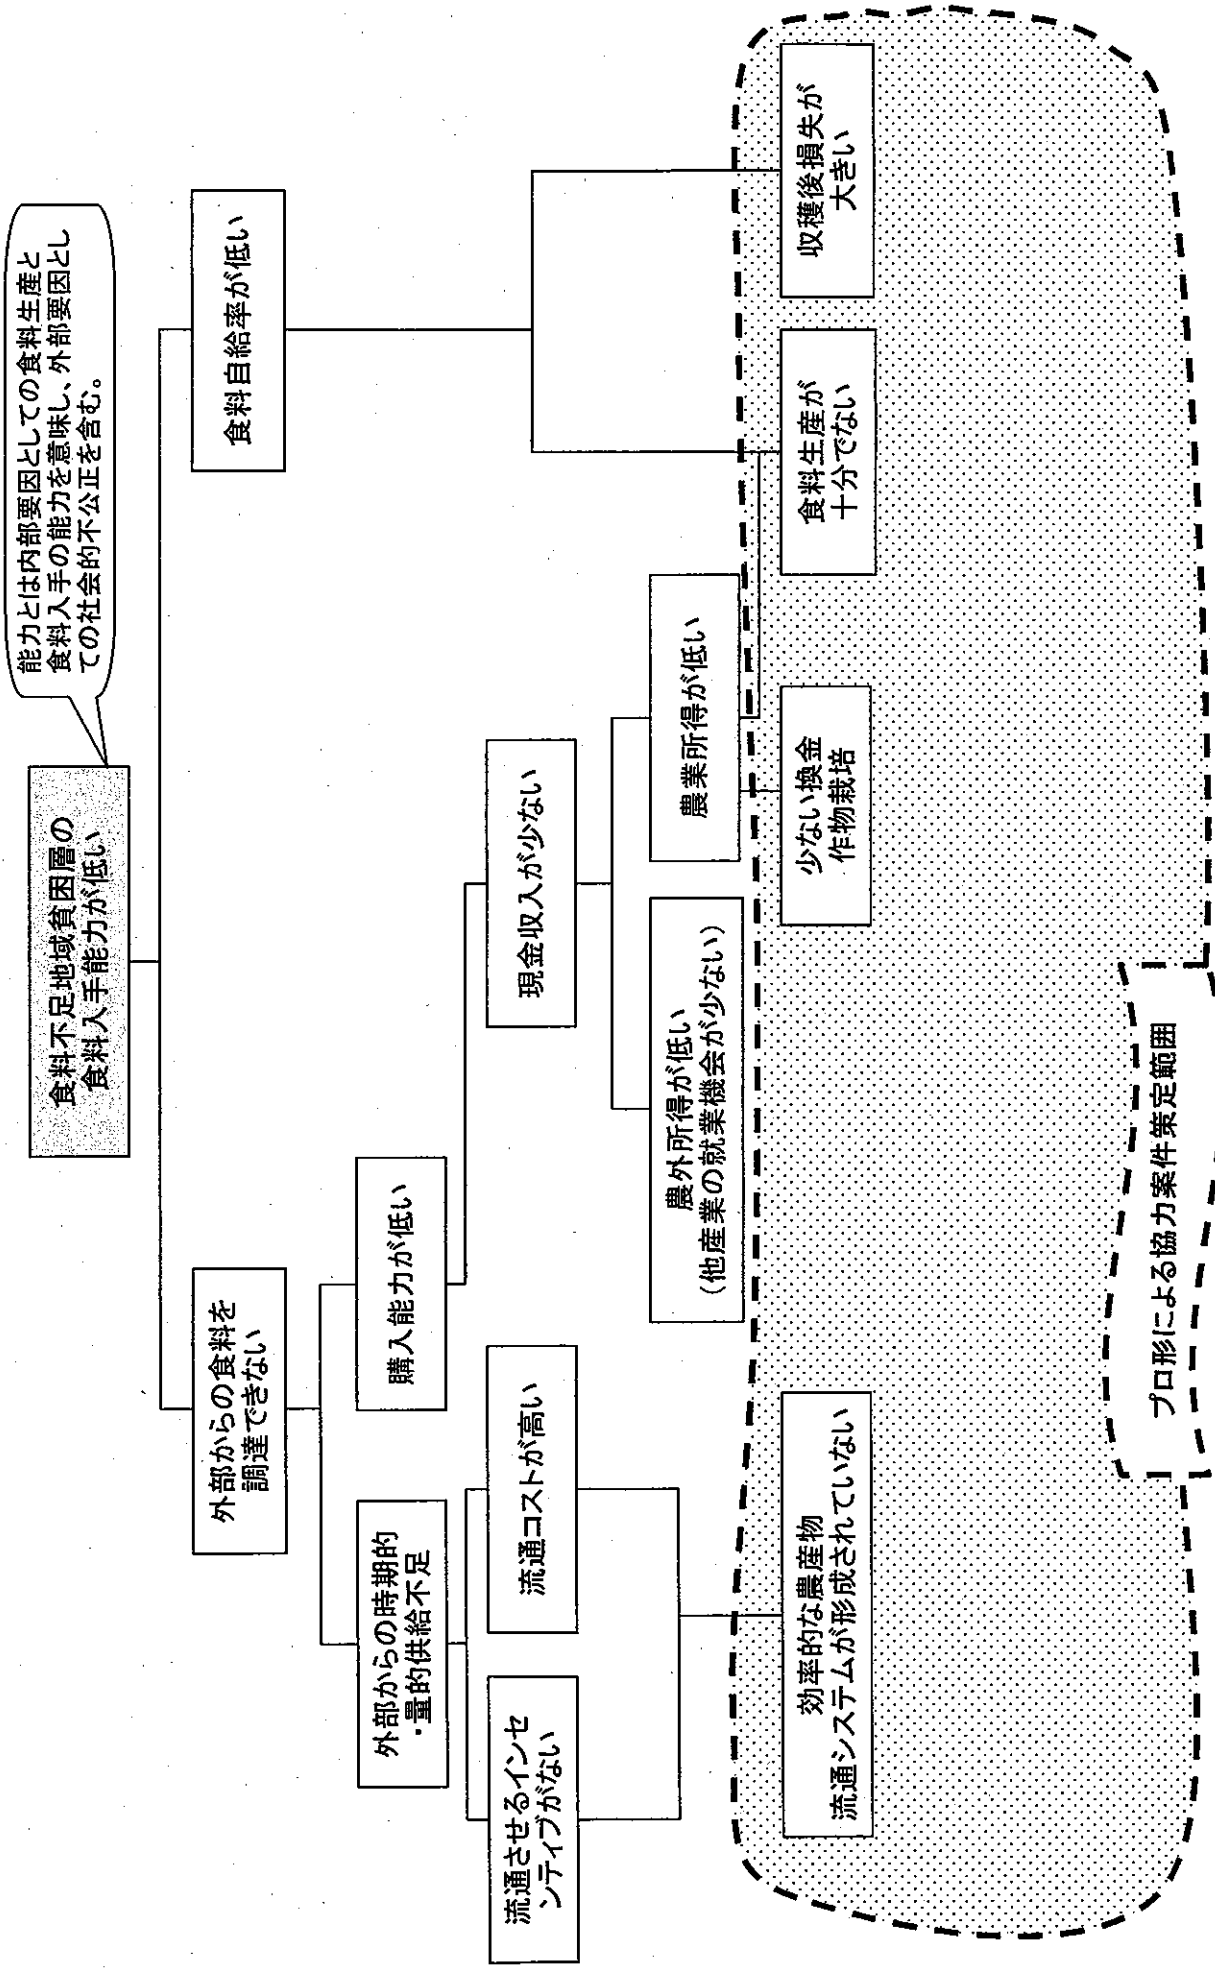 能力とは内部要因としての食料生産と
食料入手の能力を意味し、外部要因とし
ての社会的不公正を含む。
食料不足地域貧困層の
食料入手能力が低い
外部からの食料を
調達できない
食料自給率が低い
外部からの時期的
・量的供給不足
購入能力が低い
流通させるインセ
ンティブがない
流通コストが高い
現金収入が少ない
農外所得が低い
(他産業の就業機会が少ない)
農業所得が低い
効率的な農産物
流通システムが形成されていない
少ない換金
作物栽培
食料生産が
十分でない
収穫後損失が
大きい
プロ形による協力案件策定範囲